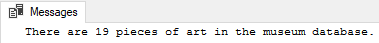 Messages
There are 19 pieces of art in the museum database.